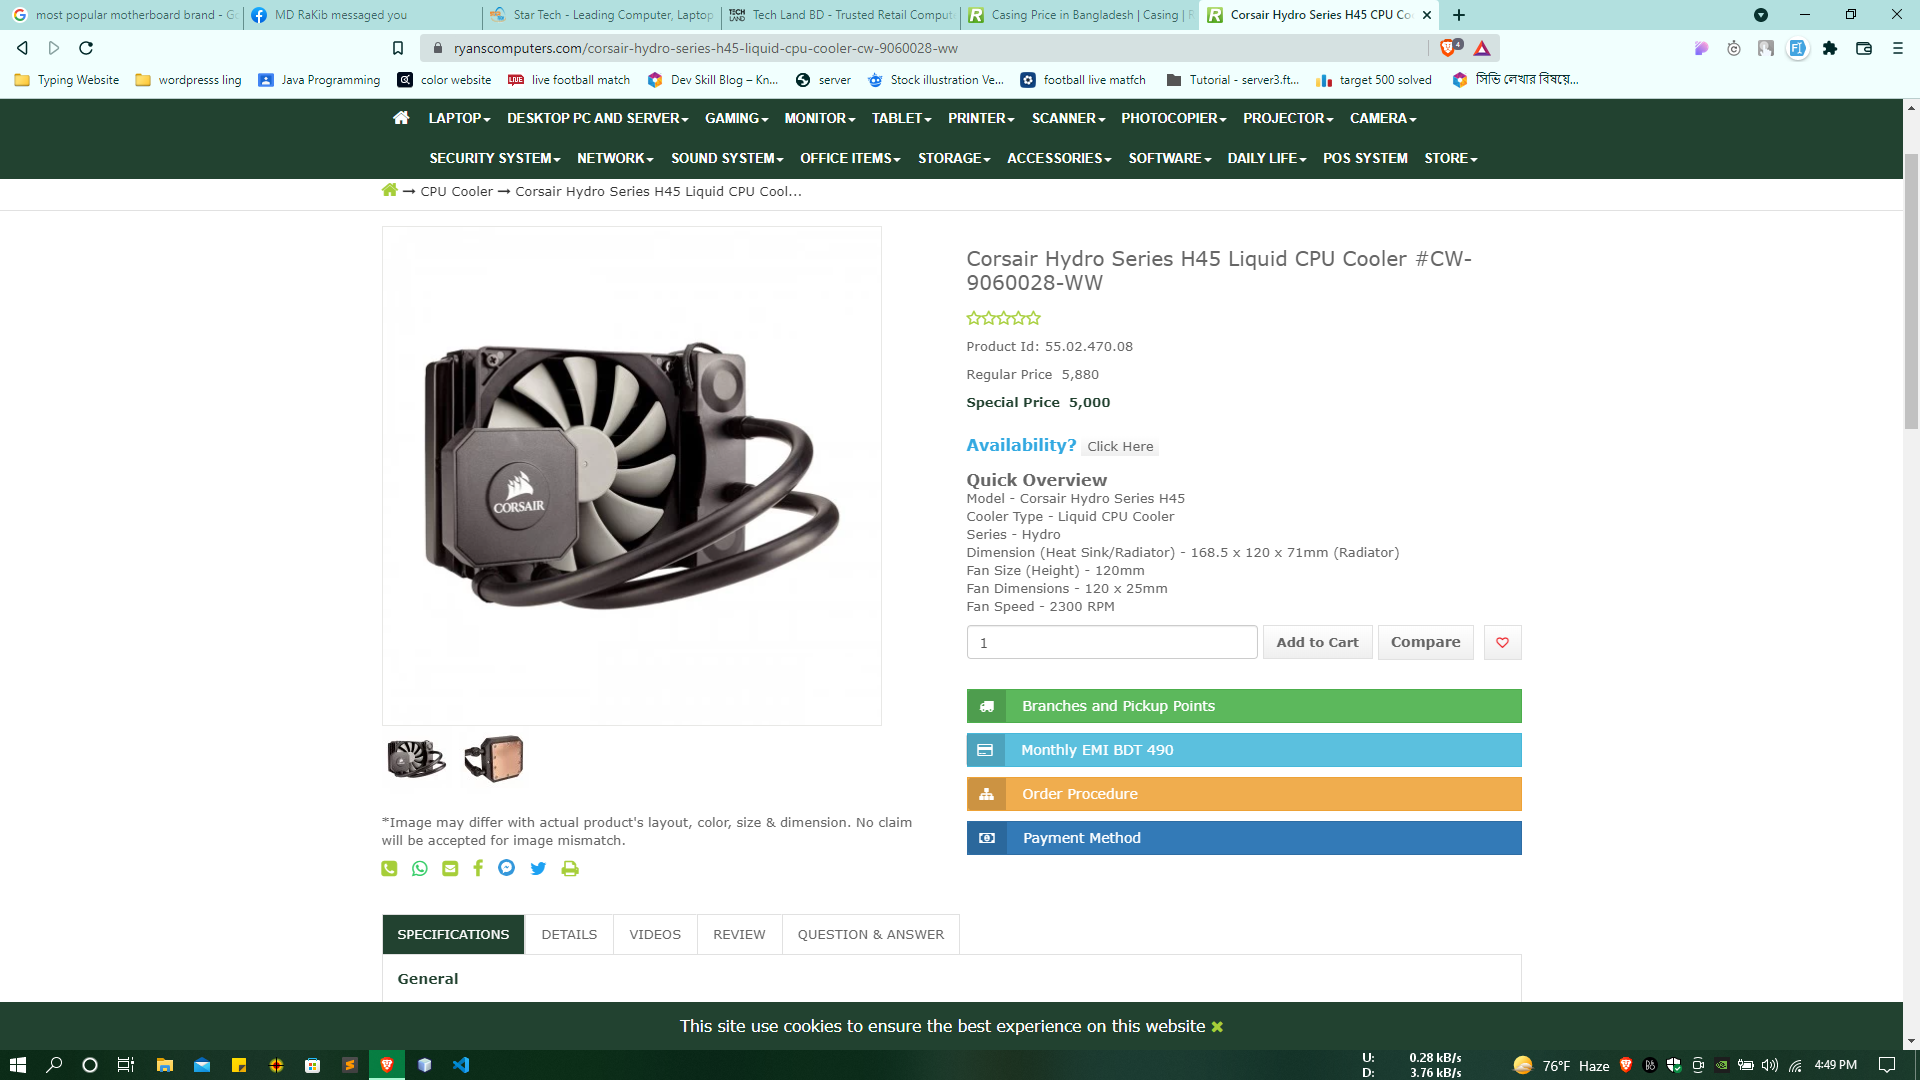 most popular motherboard brand - G
MD RaKib messaged you
Star Tech - Leading Computer, Laptop
TECH LAND
Tech Land BD - Trusted Retail Compute
Casing Price in Bangladesh | Casing | R
Corsair Hydro Series H45 CPU Co
ryanscomputers.com/corsair-hydro-series-h45-liquid-cpu-cooler-cw-9060028-ww
4
Typing Website
wordpresss ling
Java Programming
color website
LIVE
live football match
Dev Skill Blog – Kn...
server
Stock illustration Ve...
football live matfch
Tutorial - server3.ft...
target 500 solved
সিভি লেখার বিষয়ে...
LAPTOP
DESKTOP PC AND SERVER
GAMING
MONITOR
TABLET
PRINTER
SCANNER
PHOTOCOPIER
PROJECTOR
CAMERA
SECURITY SYSTEM
NETWORK
SOUND SYSTEM
OFFICE ITEMS
STORAGE
ACCESSORIES
SOFTWARE
DAILY LIFE
POS SYSTEM
STORE
→ CPU Cooler → Corsair Hydro Series H45 Liquid CPU Cool...
CORSAIR
Corsair Hydro Series H45 Liquid CPU Cooler #CW-
9060028-WW
Product Id: 55.02.470.08
Regular Price 5,880
Special Price 5,000
Availability? Click Here
Quick Overview
Model - Corsair Hydro Series H45
Cooler Type - Liquid CPU Cooler
Series - Hydro
Dimension (Heat Sink/Radiator) - 168.5 x 120 x 71mm (Radiator)
Fan Size (Height) - 120mm
Fan Dimensions - 120 x 25mm
Fan Speed - 2300 RPM
1
Add to Cart
Compare
Branches and Pickup Points
Monthly EMI BDT 490
Order Procedure
Payment Method
*Image may differ with actual product's layout, color, size & dimension. No claim
will be accepted for image mismatch.
SPECIFICATIONS
DETAILS
VIDEOS
REVIEW
QUESTION & ANSWER
General
This site use cookies to ensure the best experience on this website
U: 0.28 kB/s
D: 3.76 kB/s
76°F Haze
4:49 PM